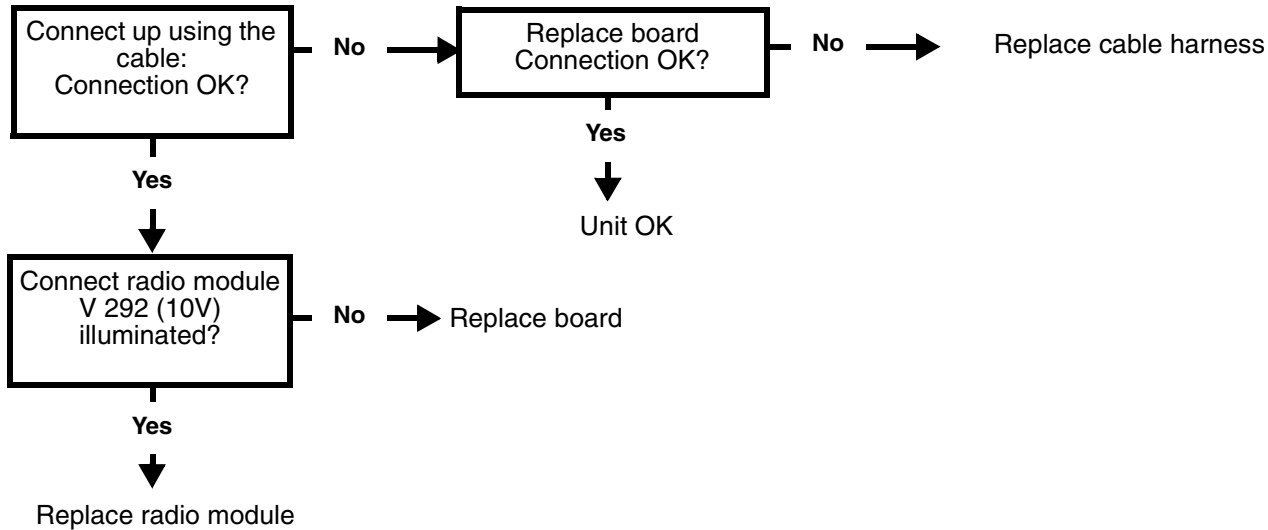 Connect up using the
cable:
Connection OK?
No
Replace board
Connection OK?
No
Replace cable harness
Yes
Yes
Unit OK
Connect radio module
V 292 (10V)
illuminated?
No
Replace board
Yes
Replace radio module